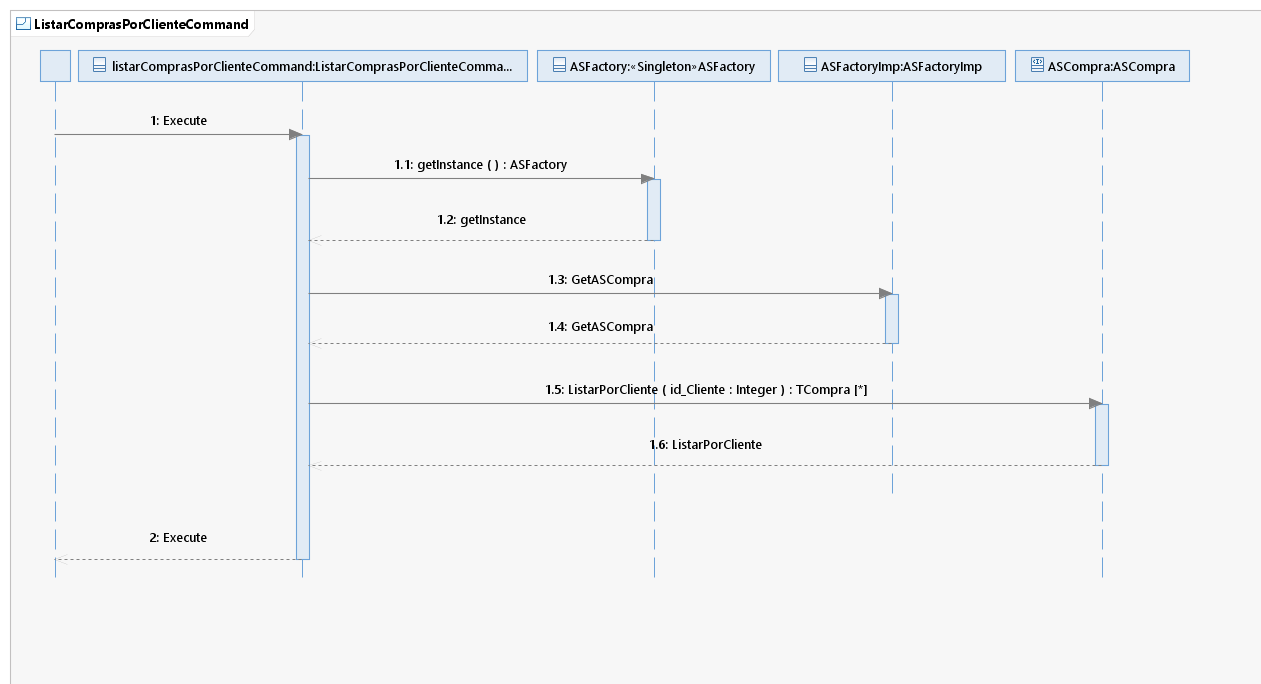 ListarComprasPorClienteCommand
listarComprasPorClienteCommand:ListarComprasPorClienteComma...
ASFactory:«Singleton»ASFactory
ASFactoryImp:ASFactoryImp
ASCompra:ASCompra
1: Execute
1.1: getInstance ( ) : ASFactory
1.2: getInstance
1.3: GetASCompra
1.4: GetASCompra
1.5: ListarPorCliente ( id_Cliente : Integer ) : TCompra [*]
1.6: ListarPorCliente
2: Execute